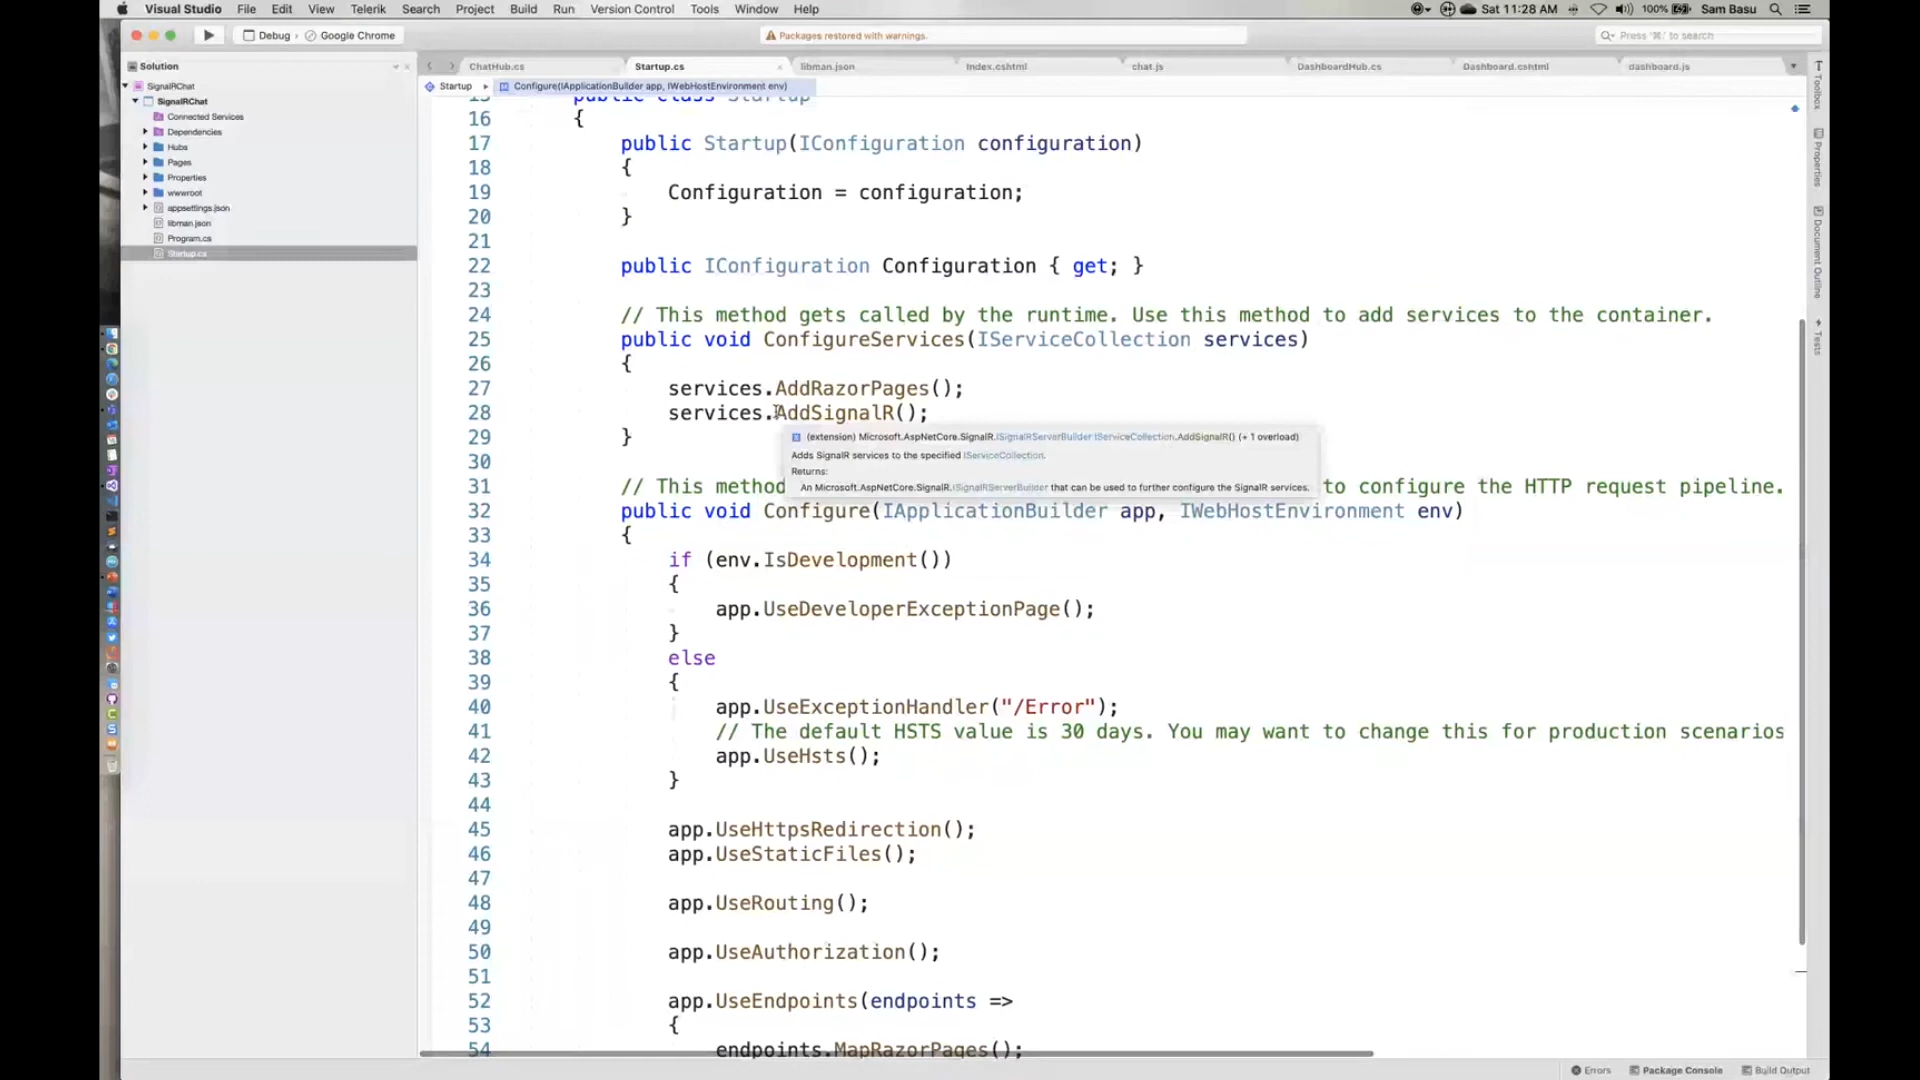 Visual Studio File Edit View Telerik Search Project Build Run Version Control Tools Window Help Sat 11:28 AM 100% Sam Basu
Debug Google Chrome
Packages restored with warnings.
Press '⌘.' to search
Solution
SignalRChat
SignalRChat
Connected Services
Dependencies
Hubs
Pages
Properties
wwwroot
appsettings.json
libman.json
Program.cs
Startup.cs
ChatHub.cs Startup.cs libman.json Index.cshtml chat.js DashboardHub.cs Dashboard.cshtml dashboard.js
Startup Configure(IApplicationBuilder app, IWebHostEnvironment env)
15 public class Startup
16 {
17 public Startup(IConfiguration configuration)
18 {
19 Configuration = configuration;
20 }
21
22 public IConfiguration Configuration { get; }
23
24 // This method gets called by the runtime. Use this method to add services to the container.
25 public void ConfigureServices(IServiceCollection services)
26 {
27 services.AddRazorPages();
28 services.AddSignalR();
29 }
(extension) Microsoft.AspNetCore.SignalR.ISignalRServerBuilder IServiceCollection.AddSignalR() (+ 1 overload)
Adds SignalR services to the specified IServiceCollection.
Returns:
An Microsoft.AspNetCore.SignalR.ISignalRServerBuilder that can be used to further configure the SignalR services.
30
31 // This method to configure the HTTP request pipeline.
32 public void Configure(IApplicationBuilder app, IWebHostEnvironment env)
33 {
34 if (env.IsDevelopment())
35 {
36 app.UseDeveloperExceptionPage();
37 }
38 else
39 {
40 app.UseExceptionHandler("/Error");
41 // The default HSTS value is 30 days. You may want to change this for production scenarios
42 app.UseHsts();
43 }
44
45 app.UseHttpsRedirection();
46 app.UseStaticFiles();
47
48 app.UseRouting();
49
50 app.UseAuthorization();
51
52 app.UseEndpoints(endpoints =>
53 {
54 endpoints.MapRazorPages();
Toolbox
Properties
Document Outline
Tests
Errors Package Console Build Output